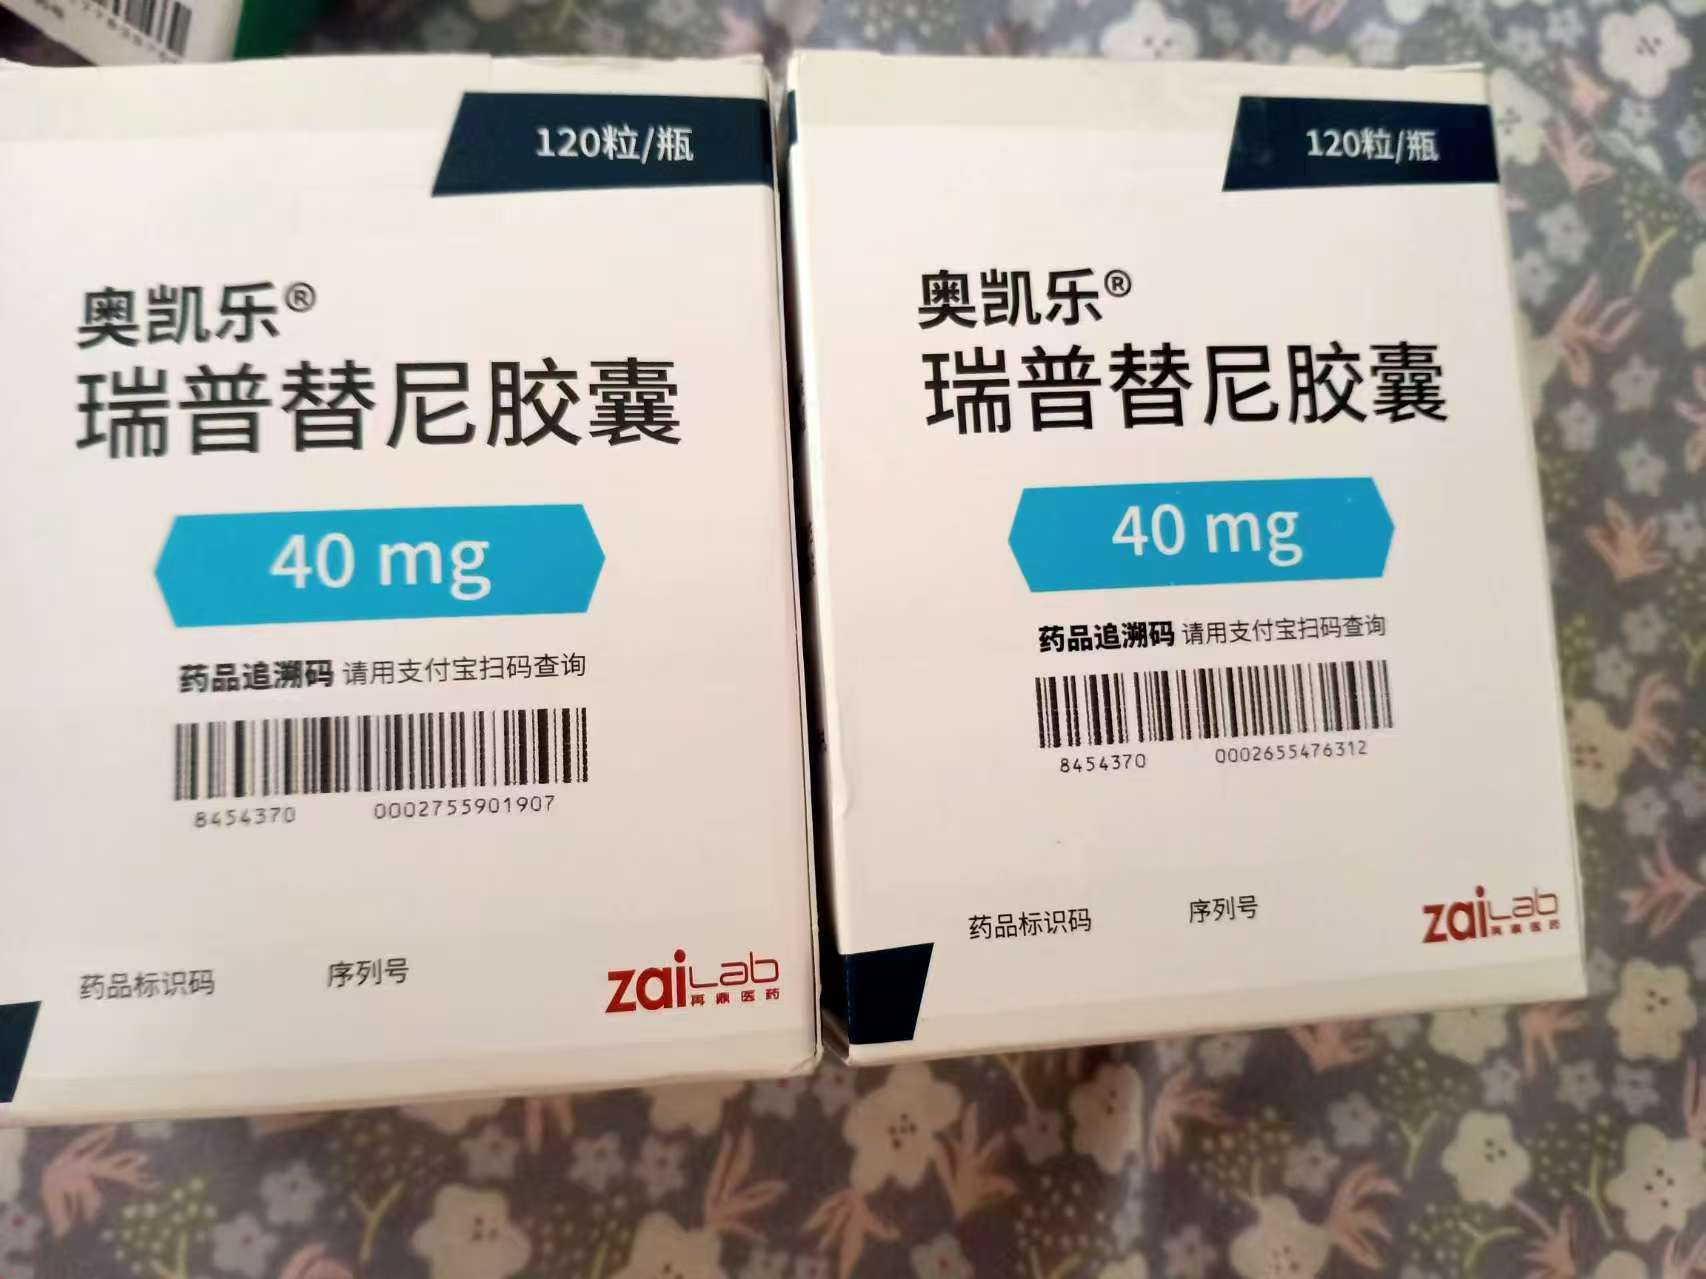 120粒/瓶
奥凯乐®
瑞普替尼胶囊
40 mg
药品追溯码 请用支付宝扫码查询
8454370 0002755901907
药品标识码 序列号
zaiLab
再鼎医药
120粒/瓶
奥凯乐®
瑞普替尼胶囊
40 mg
药品追溯码 请用支付宝扫码查询
8454370 0002655476312
药品标识码 序列号
zaiLab
再鼎医药